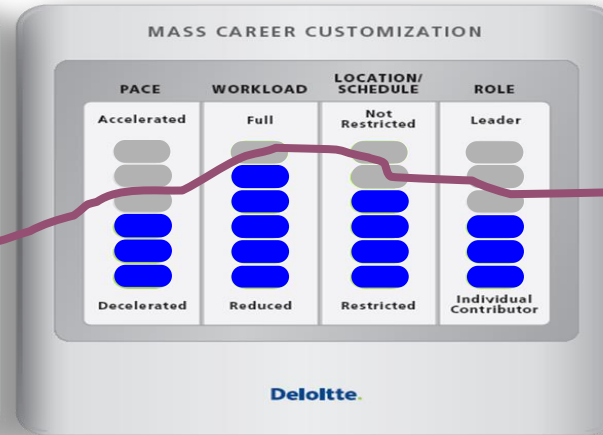 MASS CAREER CUSTOMIZATION
PACE
WORKLOAD
LOCATION/
SCHEDULE
ROLE
Accelerated
Full
Not
Restricted
Leader
Decelerated
Reduced
Restricted
Individual
Contributor
Deloitte.